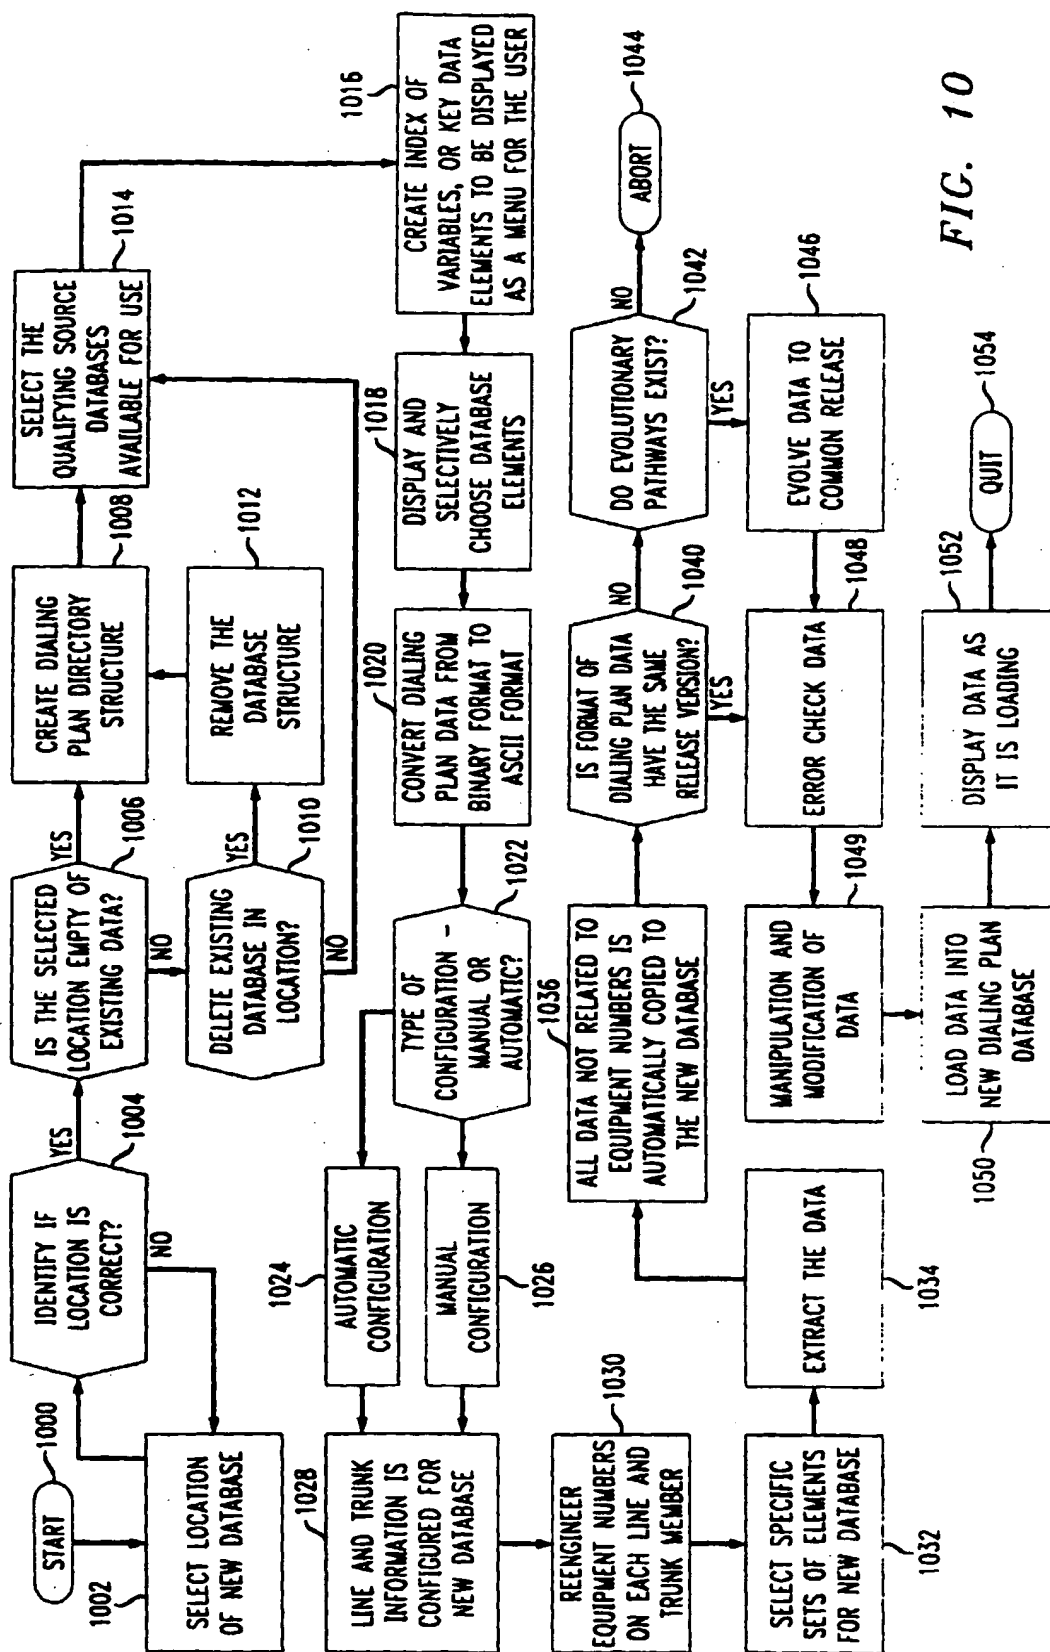 START
1000
SELECT LOCATION
OF NEW DATABASE
1002
IDENTIFY IF
LOCATION IS
CORRECT?
1004
YES
NO
IS THE SELECTED
LOCATION EMPTY OF
EXISTING DATA?
1006
YES
NO
CREATE DIALING
PLAN DIRECTORY
STRUCTURE
1008
DELETE EXISTING
DATABASE IN
LOCATION?
1010
YES
NO
REMOVE THE
DATABASE
STRUCTURE
1012
SELECT THE
QUALIFYING SOURCE
DATABASES
AVAILABLE FOR USE
1014
CREATE INDEX OF
VARIABLES, OR KEY DATA
ELEMENTS TO BE DISPLAYED
AS A MENU FOR THE USER
1016
DISPLAY AND
SELECTIVELY
CHOOSE DATABASE
ELEMENTS
1018
CONVERT DIALING
PLAN DATA FROM
BINARY FORMAT TO
ASCII FORMAT
1020
TYPE OF
CONFIGURATION -
MANUAL OR
AUTOMATIC?
1022
AUTOMATIC
CONFIGURATION
1024
MANUAL
CONFIGURATION
1026
LINE AND TRUNK
INFORMATION IS
CONFIGURED FOR
NEW DATABASE
1028
REENGINER
EQUIPMENT NUMBERS
ON EACH LINE AND
TRUNK MEMBER
1030
SELECT SPECIFIC
SETS OF ELEMENTS
FOR NEW DATABASE
1032
EXTRACT THE DATA
1034
ALL DATA NOT RELATED TO
EQUIPMENT NUMBERS IS
AUTOMATICALLY COPIED TO
THE NEW DATABASE
1036
IS FORMAT OF
DIALING PLAN DATA
HAVE THE SAME
RELEASE VERSION?
1040
NO
YES
DO EVOLUTIONARY
PATHWAYS EXIST?
1042
NO
YES
ABORT
1044
EVOLVE DATA TO
COMMON RELEASE
1046
ERROR CHECK DATA
1048
MANIPULATION AND
MODIFICATION OF
DATA
1049
LOAD DATA INTO
NEW DIALING PLAN
DATABASE
1050
DISPLAY DATA AS
IT IS LOADING
1052
QUIT
1054
FIG. 10